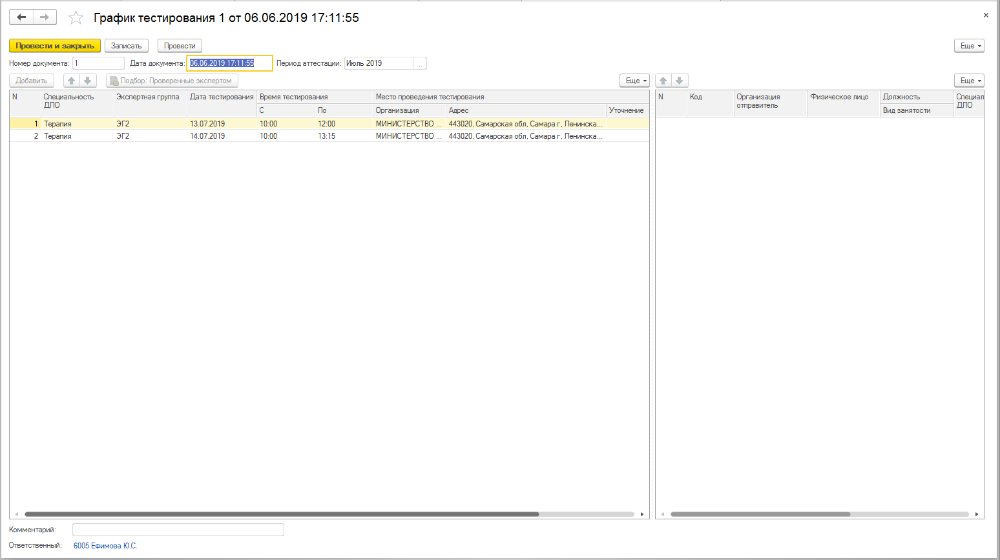 График тестирования 1 от 06.06.2019 17:11:55
Провести и закрыть Записать Провести Еще
Номер документа: 1 Дата документа: 06.06.2019 17:11:55 Период аттестации: Июль 2019 ...
Добавить Подбор: Проверенные экспертом Еще Еще
N Специальность ДПО Экспертная группа Дата тестирования Время тестирования Место проведения тестирования
С По Организация Адрес Уточнение
1 Терапия ЭГ2 13.07.2019 10:00 12:00 МИНИСТЕРСТВО ... 443020, Самарская обл, Самара г, Ленинска...
2 Терапия ЭГ2 14.07.2019 10:00 13:15 МИНИСТЕРСТВО ... 443020, Самарская обл, Самара г, Ленинска...
N Код Организация отправитель Физическое лицо Должность Специал ДПО
Вид занятости
Комментарий:
Ответственный: 6005 Ефимова Ю.С.